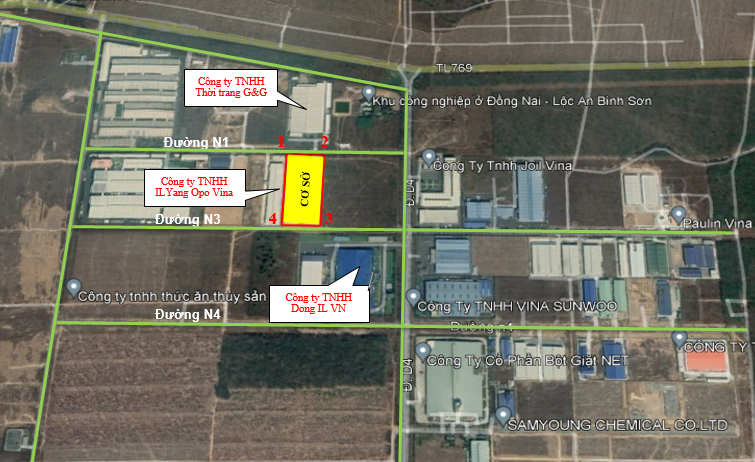 TL769
Công ty TNHH
Thời trang G&G
Khu công nghiệp ở Đồng Nai - Lộc An Bình Sơn
Đường N1
1
2
Công Ty Tnhh Joil Vina
Công ty TNHH
ILYang Opo Vina
CƠ SỞ
Đ. D4
4
3
Đường N3
Paulin Vina
Công ty tnhh thức ăn thủy sản
Công ty TNHH
Dong IL VN
Công Ty TNHH VINA SUNWOO
Đường N4
Đường n4
CÔNG TY T
Công Ty Cổ Phần Bột Giặt NET
Đ. D4
SAMYOUNG CHEMICAL CO.LTD